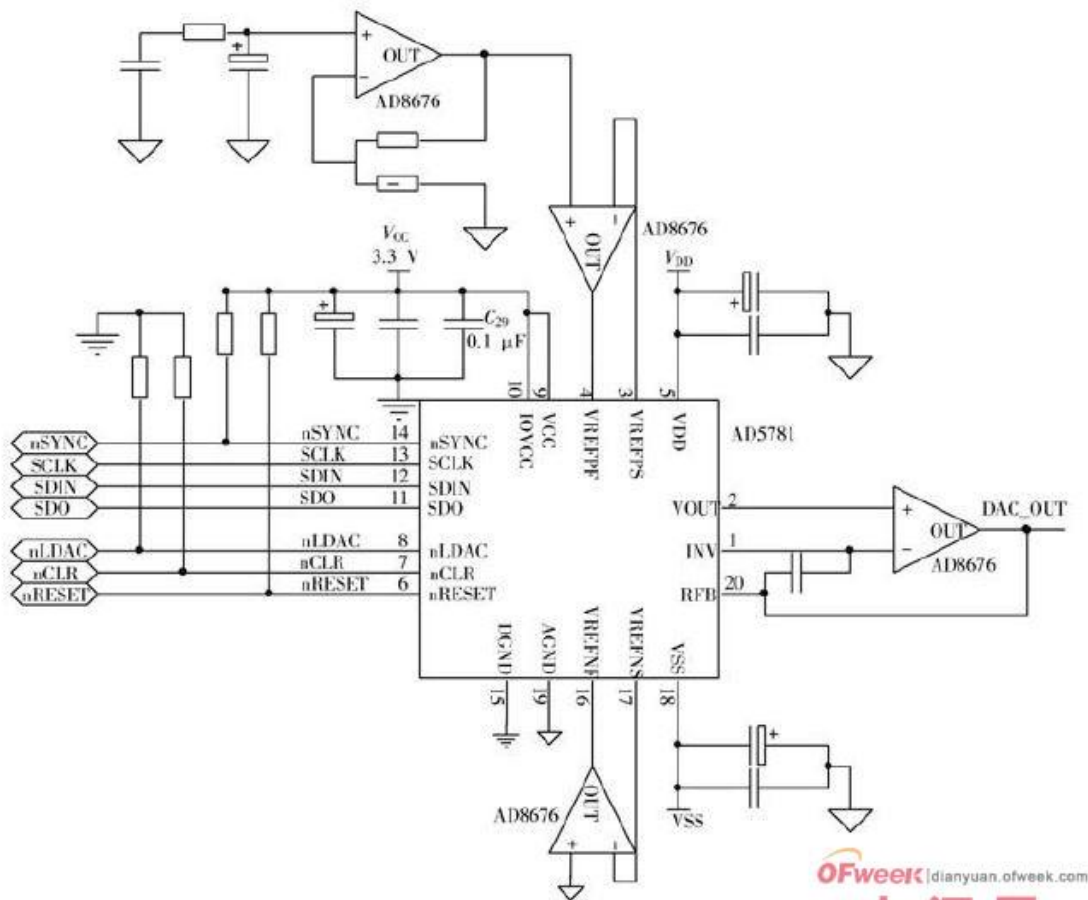 +
+
OUT
−
AD8676
−
+
−
AD8676
OUT
VCC
3.3 V
VDD
+
+
C29
0.1 μF
10
9
4
3
5
IOVCC
VCC
VREFPF
VREFPS
VDD
AD5781
nSYNC
nSYNC
14
nSYNC
SCLK
SCLK
13
SCLK
SDIN
SDIN
12
SDIN
SDO
SDO
11
SDO
nLDAC
nLDAC
8
nLDAC
nCLR
nCLR
7
nCLR
nRESET
nRESET
6
nRESET
VOUT
2
+
OUT
DAC_OUT
INV
1
−
AD8676
RFB
20
DGND
AGND
VREFNF
VREFNS
VSS
15
19
16
17
18
+
AD8676
OUT
+
−
VSS
OFweek | dianyuan.ofweek.com